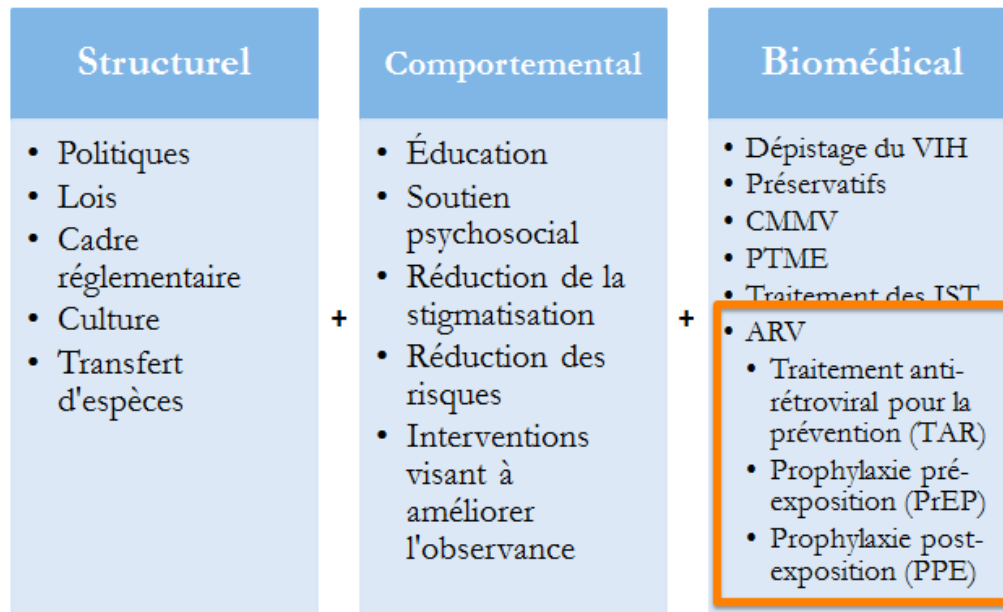 Structurel
• Politiques
• Lois
• Cadre
réglementaire
• Culture
• Transfert
d'espèces
+
Comportemental
• Éducation
• Soutien
psychosocial
• Réduction de la
stigmatisation
• Réduction des
risques
• Interventions
visant à
améliorer
l'observance
+
Biomédical
• Dépistage du VIH
• Préservatifs
• CMMV
• PTME
• Traitement des IST
• ARV
• Traitement anti-
rétroviral pour la
prévention (TAR)
• Prophylaxie pré-
exposition (PrEP)
• Prophylaxie post-
exposition (PPE)